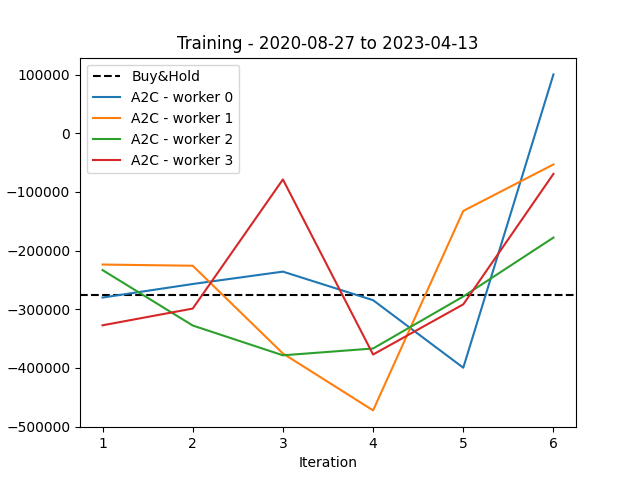 Training - 2020-08-27 to 2023-04-13
100000
0
−100000
−200000
−300000
−400000
−500000
Buy&Hold
A2C - worker 0
A2C - worker 1
A2C - worker 2
A2C - worker 3
1 2 3 4 5 6
Iteration